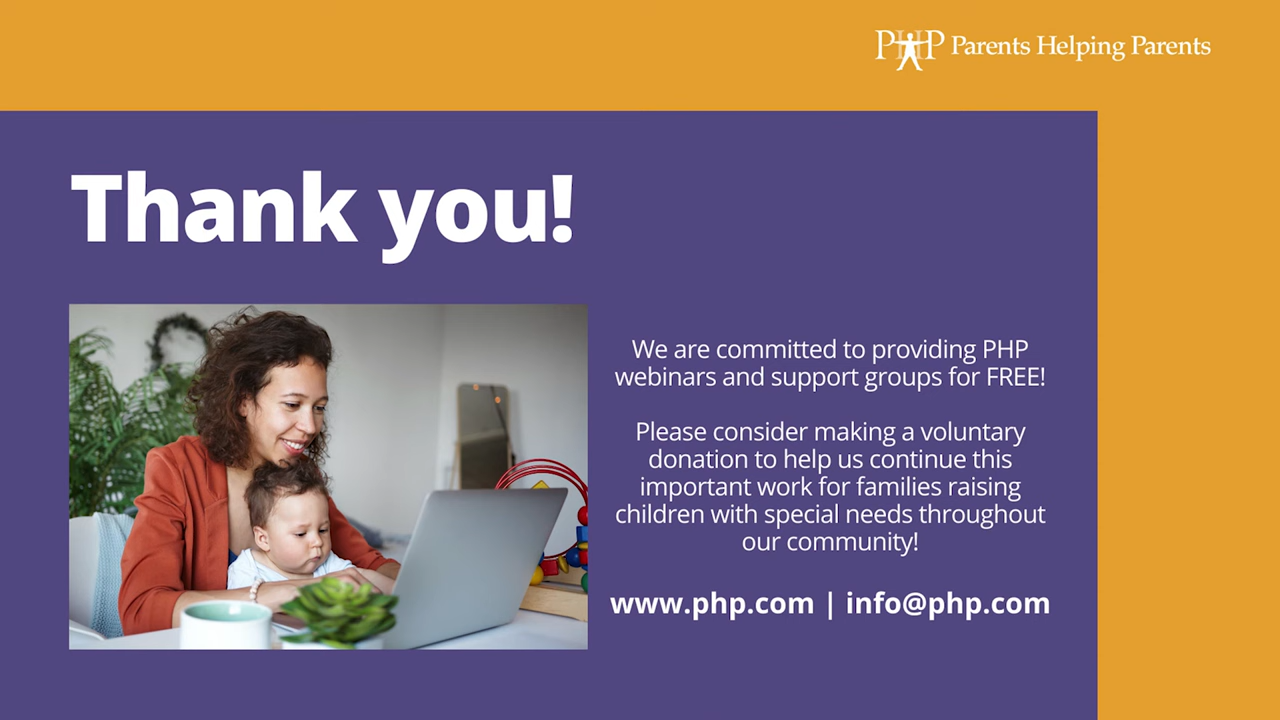 PHP Parents Helping Parents
Thank you!
We are committed to providing PHP
webinars and support groups for FREE!
Please consider making a voluntary
donation to help us continue this
important work for families raising
children with special needs throughout
our community!
www.php.com | info@php.com